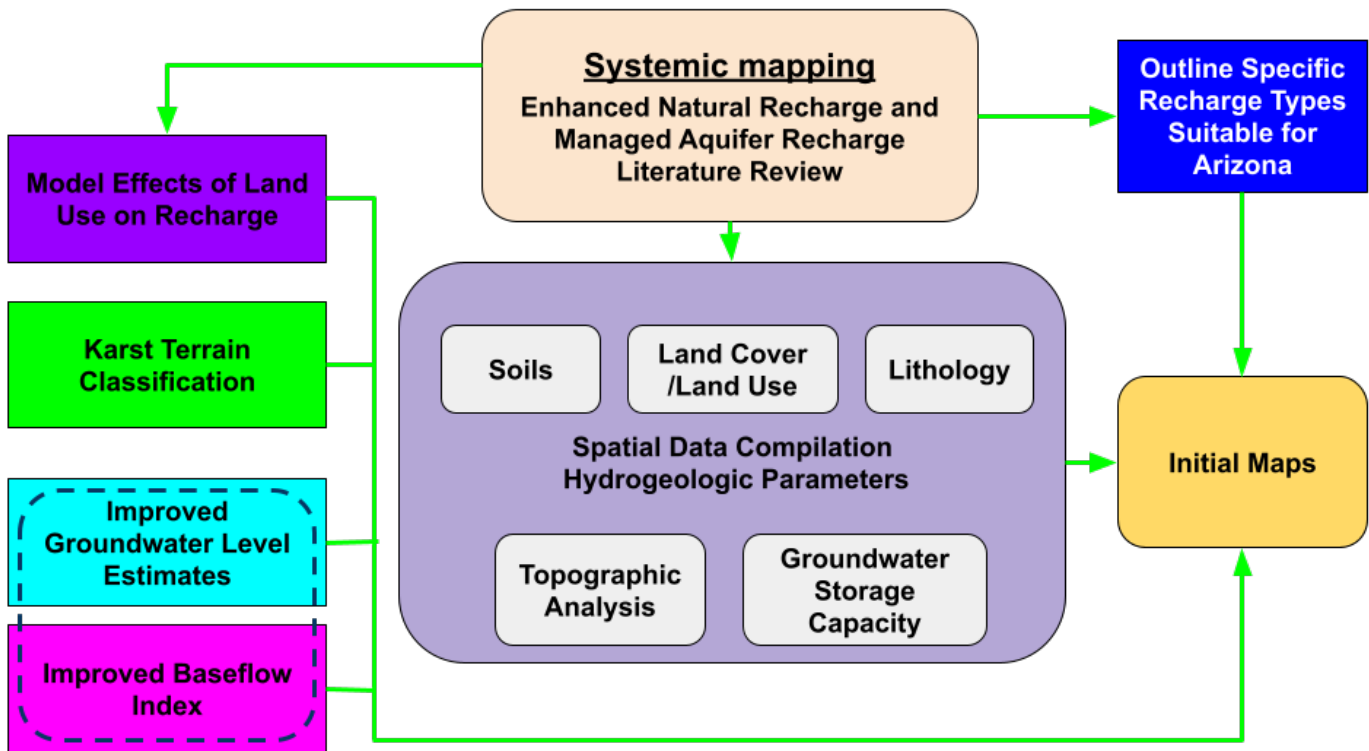 Systemic mapping
Enhanced Natural Recharge and
Managed Aquifer Recharge
Literature Review
Outline Specific
Recharge Types
Suitable for
Arizona
Model Effects of Land
Use on Recharge
Karst Terrain
Classification
Improved
Groundwater Level
Estimates
Improved Baseflow
Index
Soils
Land Cover
/Land Use
Lithology
Spatial Data Compilation
Hydrogeologic Parameters
Topographic
Analysis
Groundwater
Storage
Capacity
Initial Maps